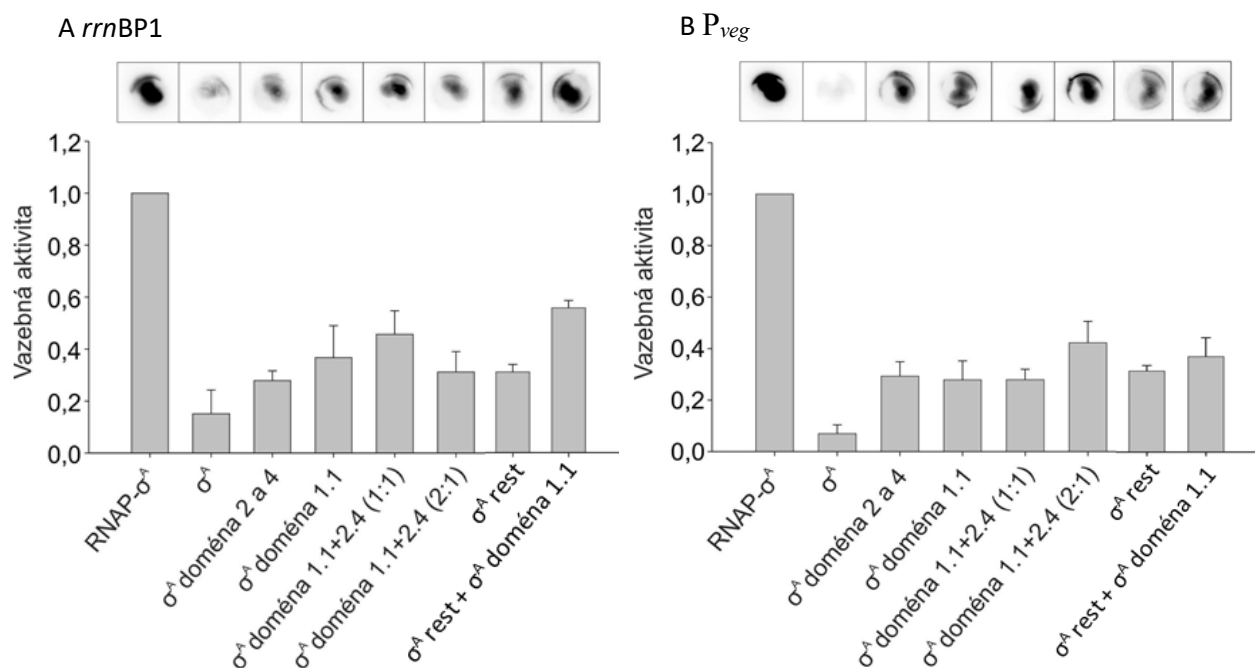 A rrnBP1
1,2
1,0
0,8
0,6
0,4
0,2
0,0
Vazebná aktivita
RNAP-σᴬ
σᴬ
σᴬ doména 2 a 4
σᴬ doména 1.1
σᴬ doména 1.1+2.4 (1:1)
σᴬ doména 1.1+2.4 (2:1)
σᴬ rest
σᴬ rest + σᴬ doména 1.1
B Pveg
1,2
1,0
0,8
0,6
0,4
0,2
0,0
Vazebná aktivita
RNAP-σᴬ
σᴬ
σᴬ doména 2 a 4
σᴬ doména 1.1
σᴬ doména 1.1+2.4 (1:1)
σᴬ doména 1.1+2.4 (2:1)
σᴬ rest
σᴬ rest + σᴬ doména 1.1